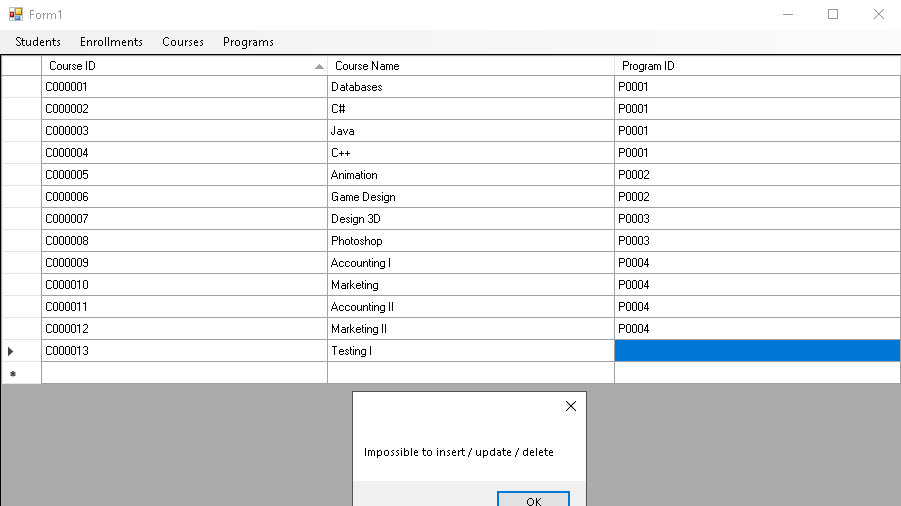 Form1
Students Enrollments Courses Programs
Course ID Course Name Program ID
C000001 Databases P0001
C000002 C# P0001
C000003 Java P0001
C000004 C++ P0001
C000005 Animation P0002
C000006 Game Design P0002
C000007 Design 3D P0003
C000008 Photoshop P0003
C000009 Accounting I P0004
C000010 Marketing P0004
C000011 Accounting II P0004
C000012 Marketing II P0004
C000013 Testing I
Impossible to insert / update / delete
OK